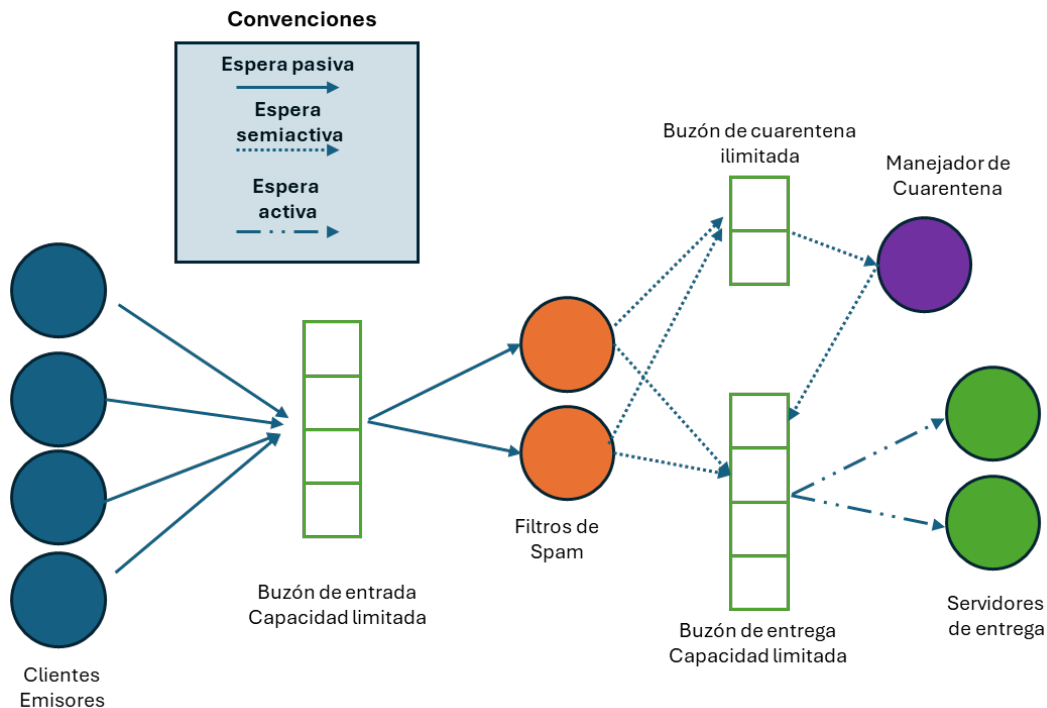 Convenciones
Espera pasiva
Espera
semiactiva
Espera
activa
Buzón de cuarentena
ilimitada
Manejador de
Cuarentena
Filtros de
Spam
Buzón de entrada
Capacidad limitada
Buzón de entrega
Capacidad limitada
Servidores
de entrega
Clientes
Emisores